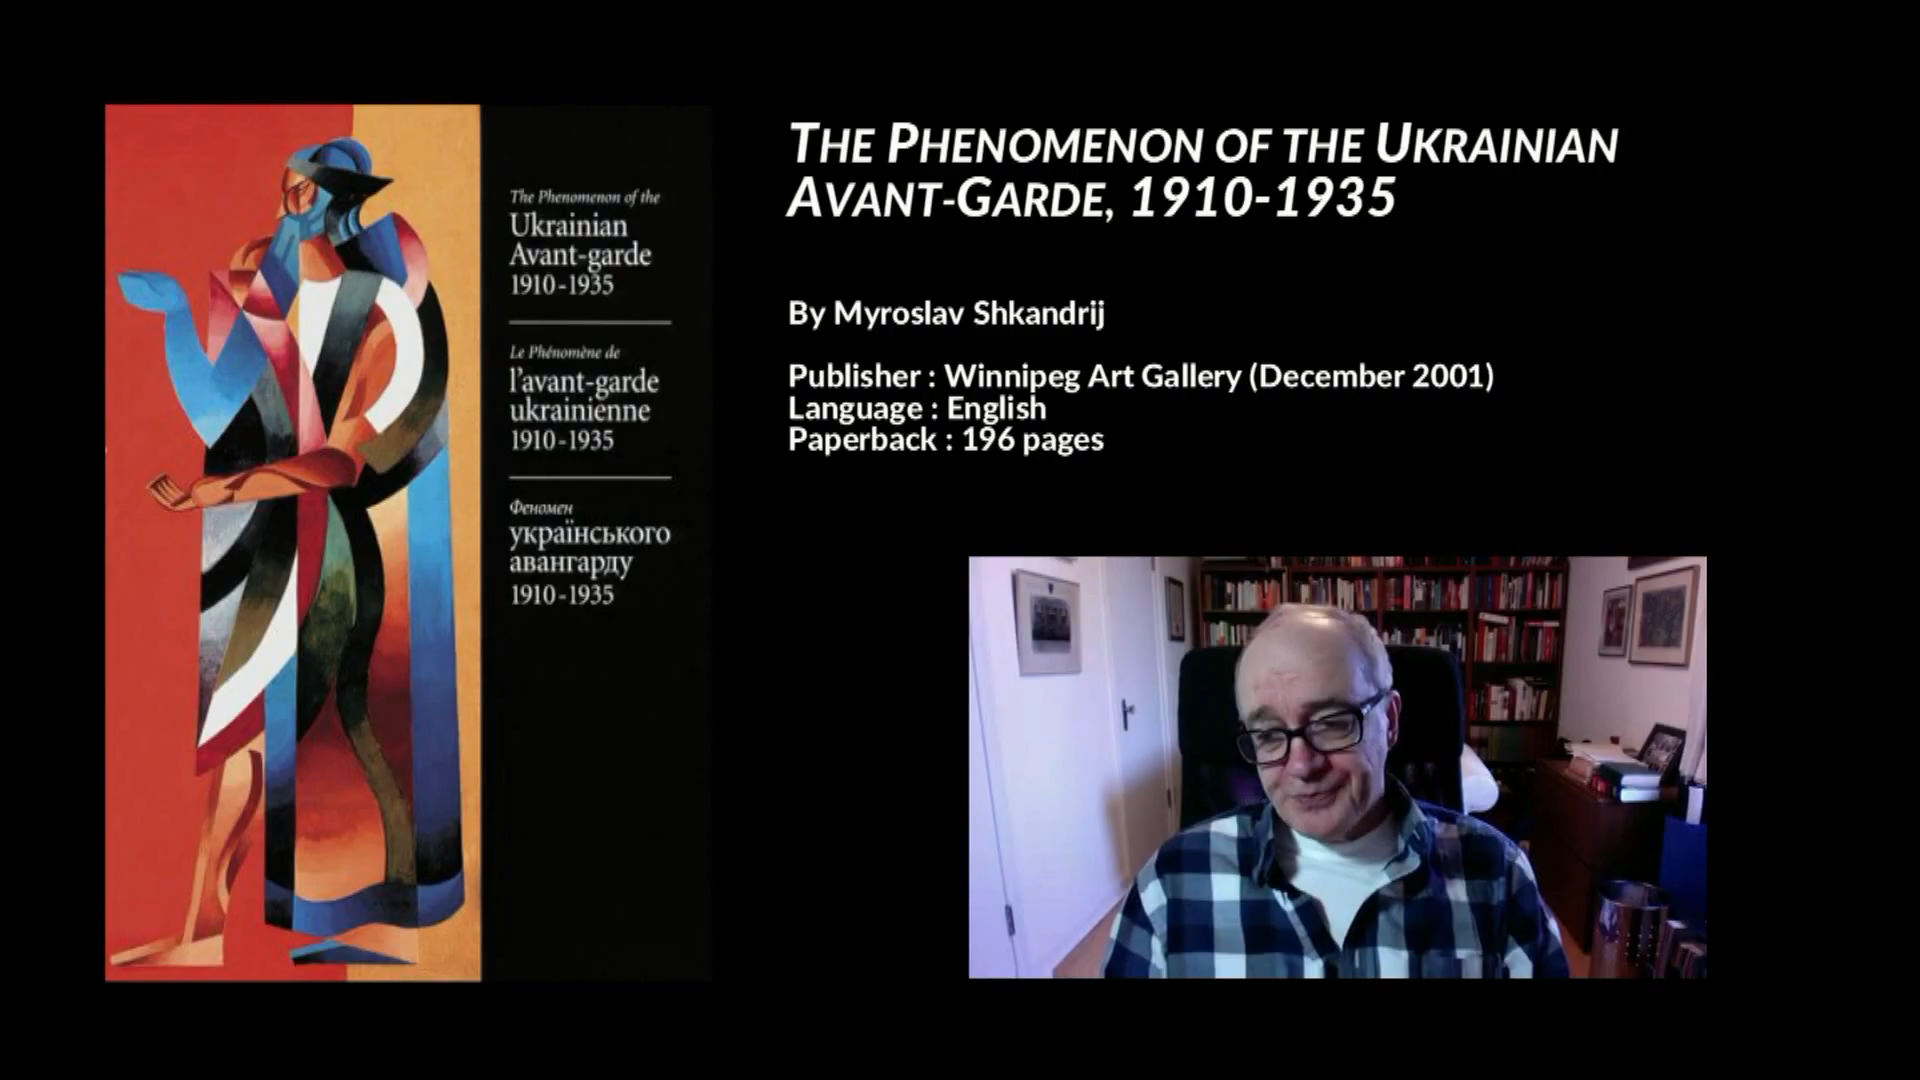 The Phenomenon of the
Ukrainian
Avant-garde
1910-1935
Le Phénomène de
l'avant-garde
ukrainienne
1910-1935
Феномен
українського
авангарду
1910-1935
THE PHENOMENON OF THE UKRAINIAN
AVANT-GARDE, 1910-1935
By Myroslav Shkandrij
Publisher : Winnipeg Art Gallery (December 2001)
Language : English
Paperback : 196 pages